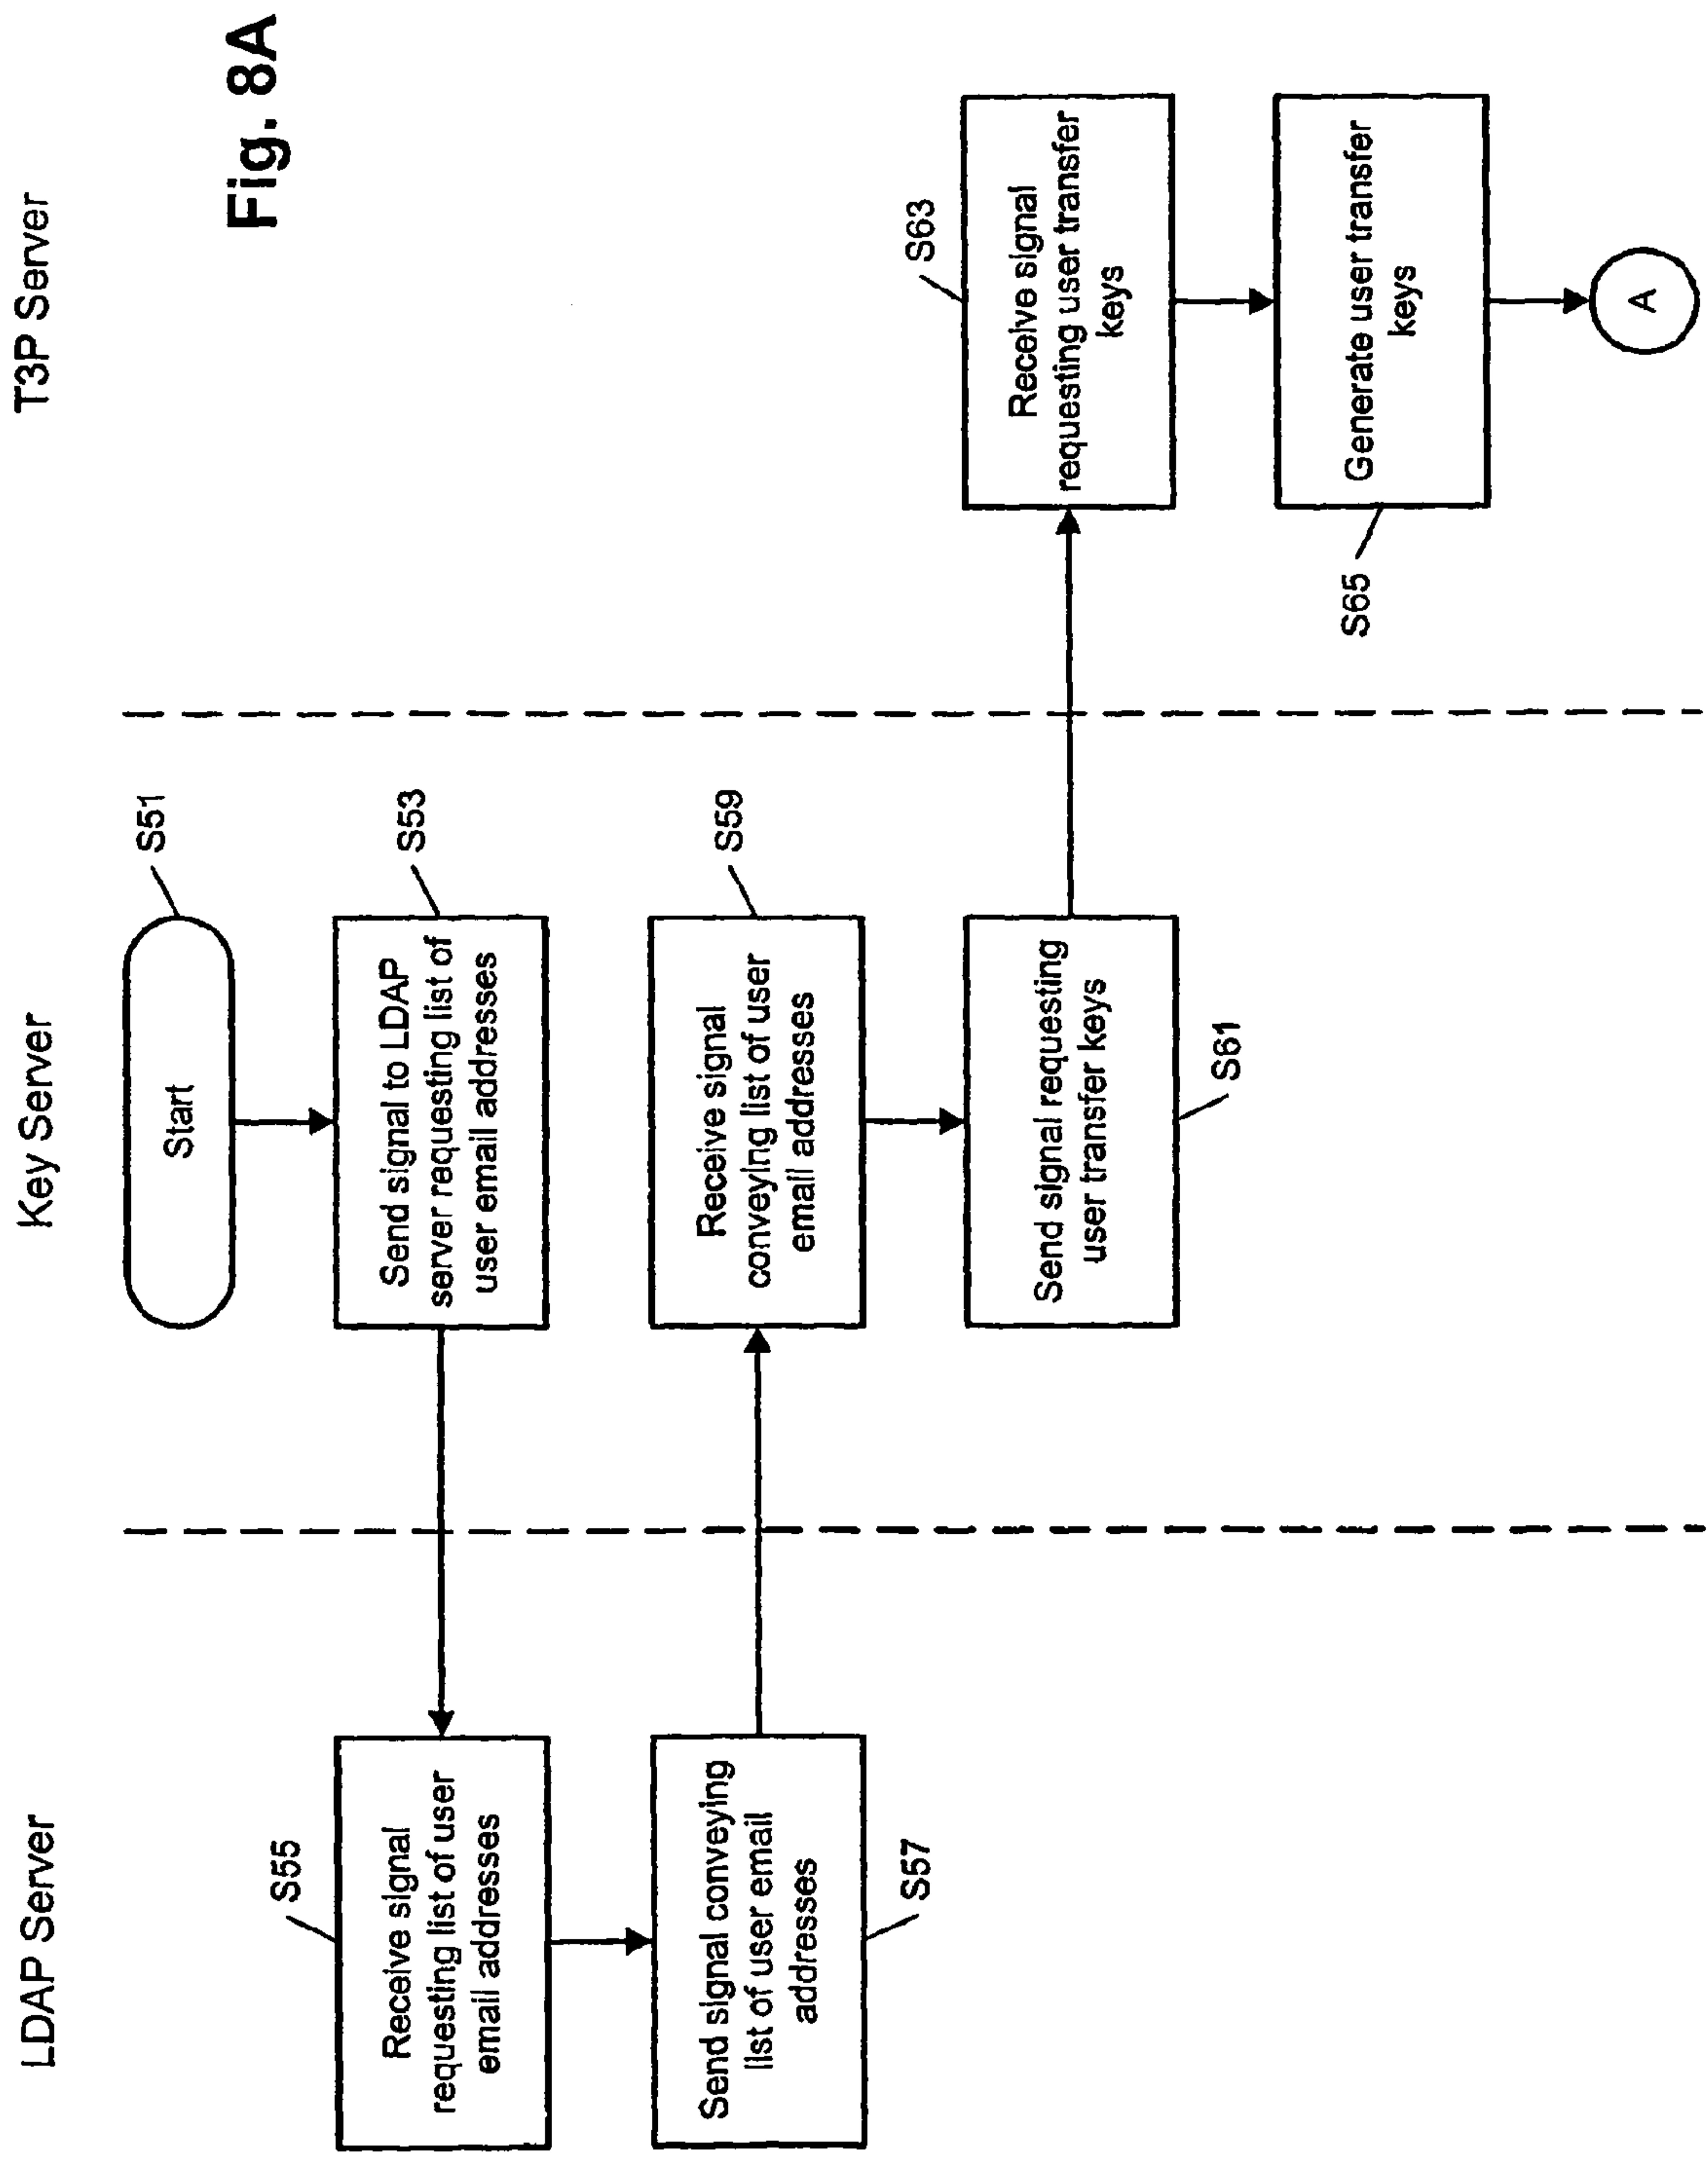 LDAP Server
Key Server
T3P Server
Fig. 8A
Start
S51
Send signal to LDAP
server requesting list of
user email addresses
S53
S55
Receive signal
requesting list of user
email addresses
Send signal conveying
list of user email
addresses
S57
Receive signal
conveying list of user
email addresses
S59
Send signal requesting
user transfer keys
S61
S63
Receive signal
requesting user transfer
keys
S65
Generate user transfer
keys
A